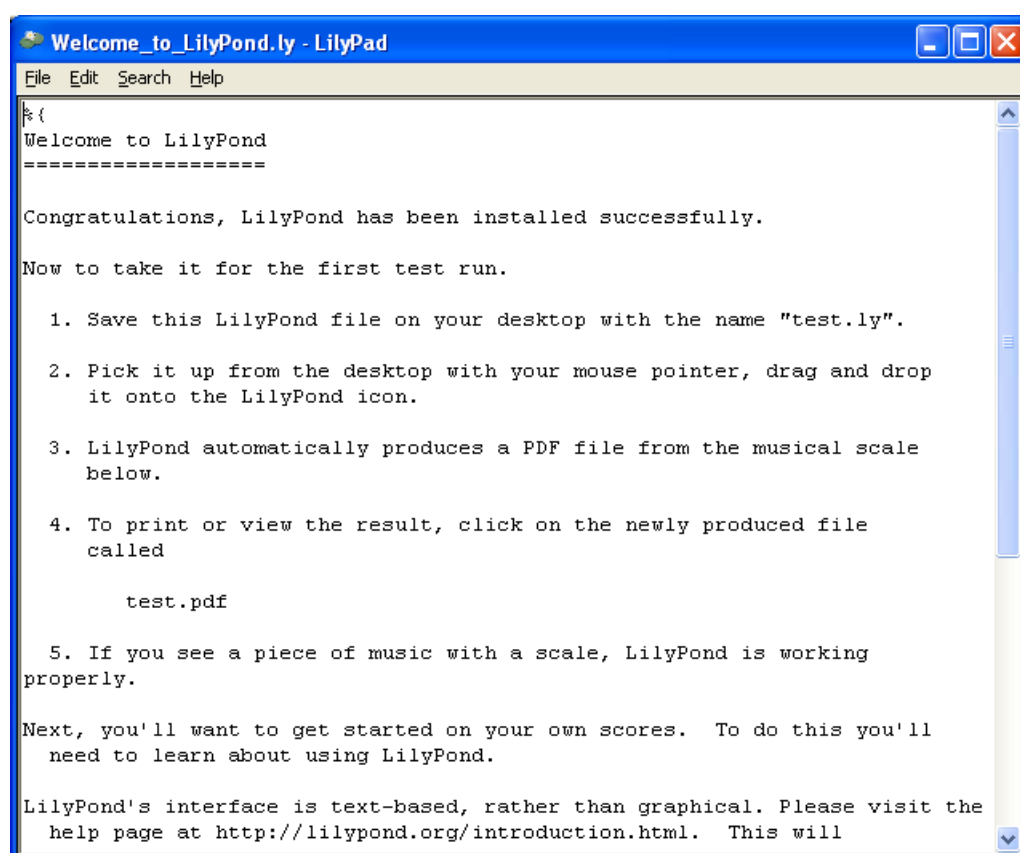 Welcome_to_LilyPond.ly - LilyPad
File Edit Search Help
%{
Welcome to LilyPond
===================
Congratulations, LilyPond has been installed successfully.
Now to take it for the first test run.
1. Save this LilyPond file on your desktop with the name "test.ly".
2. Pick it up from the desktop with your mouse pointer, drag and drop
it onto the LilyPond icon.
3. LilyPond automatically produces a PDF file from the musical scale
below.
4. To print or view the result, click on the newly produced file
called
test.pdf
5. If you see a piece of music with a scale, LilyPond is working
properly.
Next, you'll want to get started on your own scores.  To do this you'll
need to learn about using LilyPond.
LilyPond's interface is text-based, rather than graphical. Please visit the
help page at http://lilypond.org/introduction.html.  This will